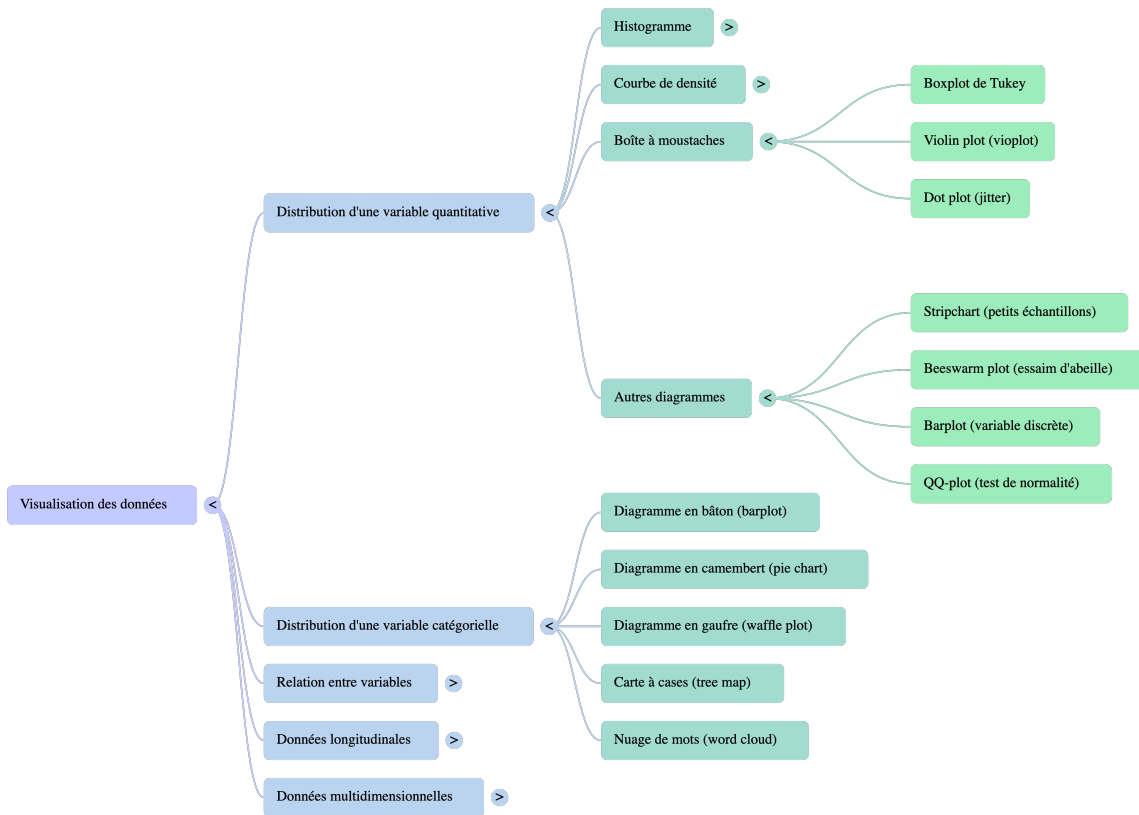 Visualisation des données
<
Distribution d'une variable quantitative
<
Histogramme
>
Courbe de densité
>
Boîte à moustaches
<
Boxplot de Tukey
Violin plot (vioplot)
Dot plot (jitter)
Autres diagrammes
<
Stripchart (petits échantillons)
Beeswarm plot (essaim d'abeille)
Barplot (variable discrète)
QQ-plot (test de normalité)
Distribution d'une variable catégorielle
<
Diagramme en bâton (barplot)
Diagramme en camembert (pie chart)
Diagramme en gaufre (waffle plot)
Carte à cases (tree map)
Nuage de mots (word cloud)
Relation entre variables
>
Données longitudinales
>
Données multidimensionnelles
>